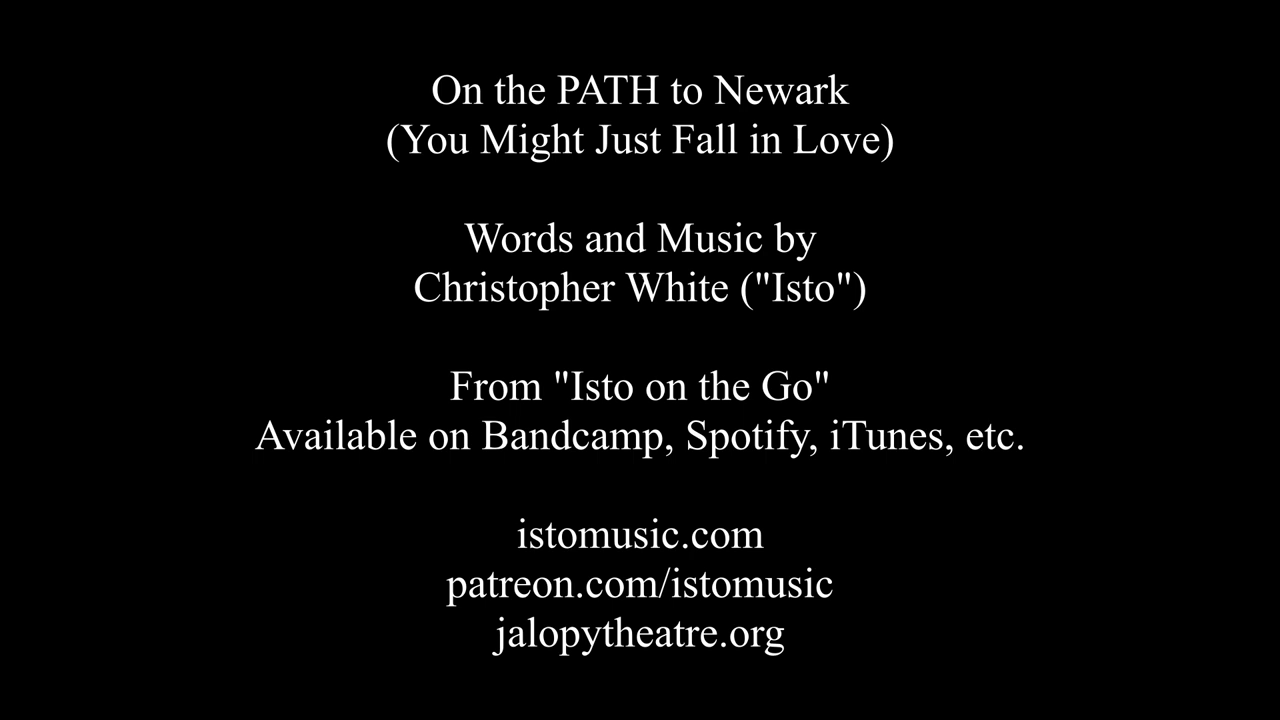 On the PATH to Newark
(You Might Just Fall in Love)
Words and Music by
Christopher White ("Isto")
From "Isto on the Go"
Available on Bandcamp, Spotify, iTunes, etc.
istomusic.com
patreon.com/istomusic
jalopytheatre.org